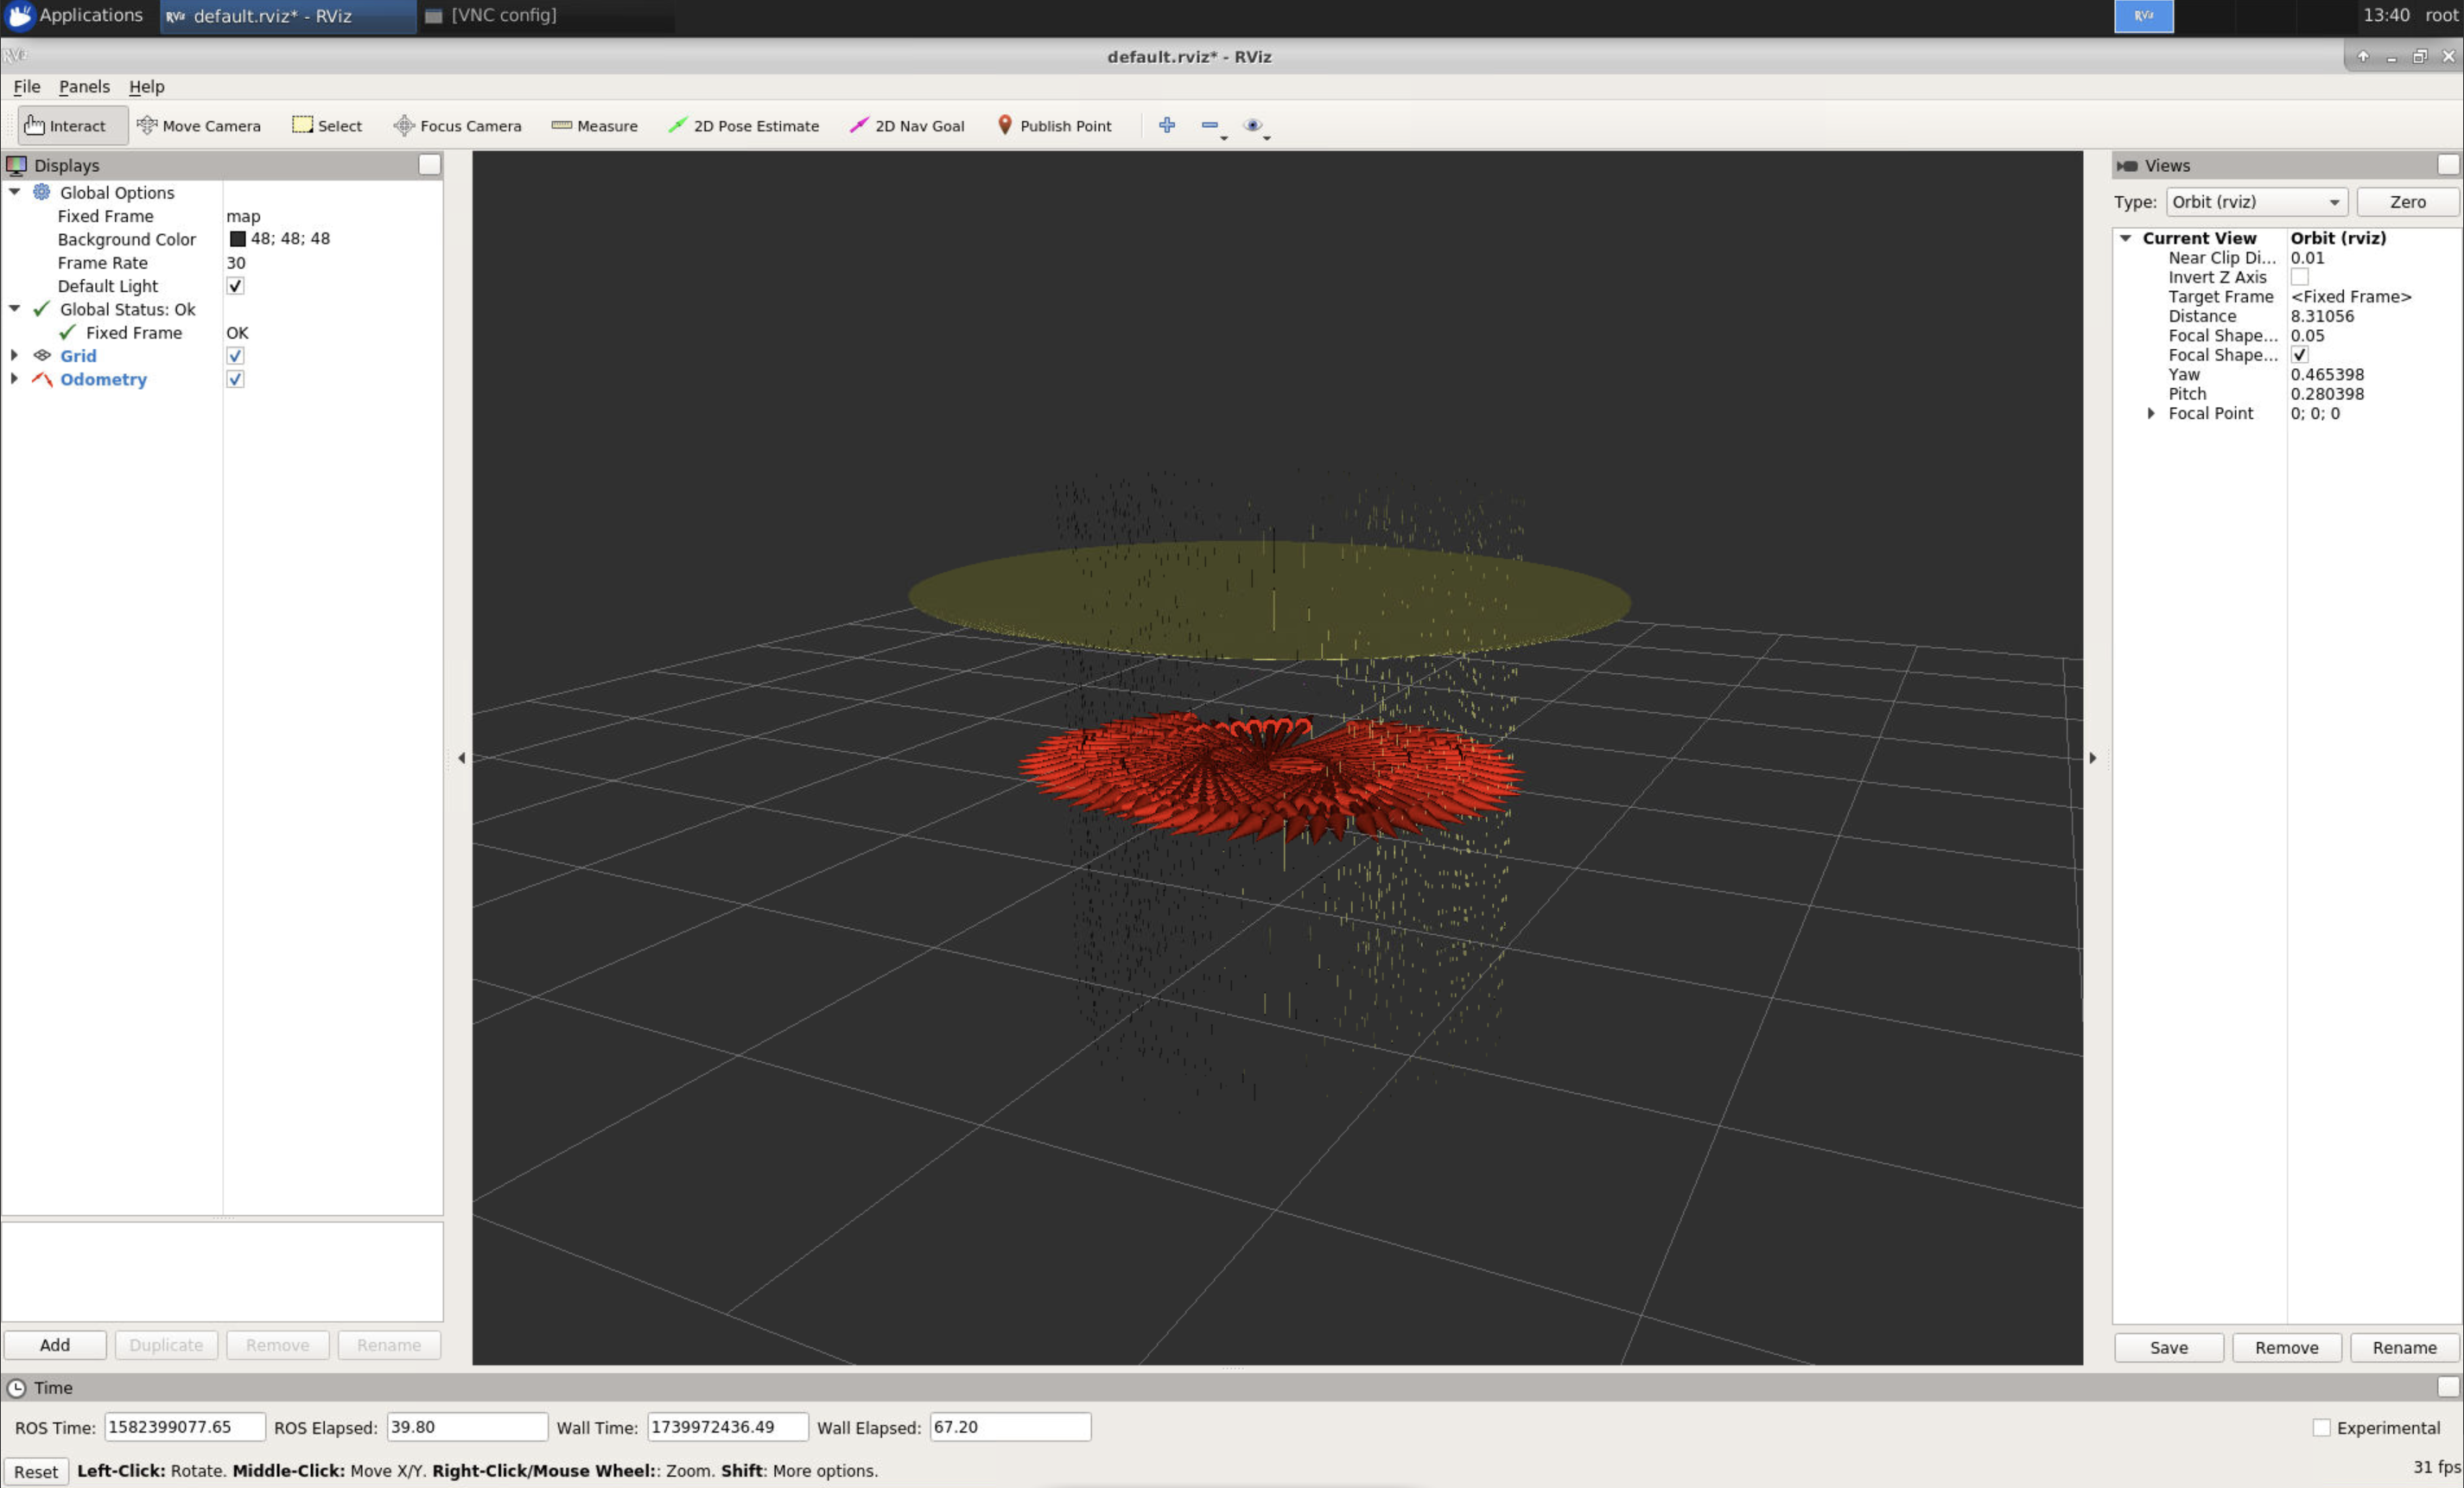 Applications default.rviz* - RViz [VNC config] RViz 13:40 root
default.rviz* - RViz
File Panels Help
Interact Move Camera Select Focus Camera Measure 2D Pose Estimate 2D Nav Goal Publish Point
Displays
Global Options
Fixed Frame map
Background Color 48; 48; 48
Frame Rate 30
Default Light
Global Status: Ok
Fixed Frame OK
Grid
Odometry
Add Duplicate Remove Rename
Views
Type: Orbit (rviz) Zero
Current View Orbit (rviz)
Near Clip Di... 0.01
Invert Z Axis
Target Frame <Fixed Frame>
Distance 8.31056
Focal Shape... 0.05
Focal Shape...
Yaw 0.465398
Pitch 0.280398
Focal Point 0; 0; 0
Save Remove Rename
Time
ROS Time: 1582399077.65 ROS Elapsed: 39.80 Wall Time: 1739972436.49 Wall Elapsed: 67.20 Experimental
Reset Left-Click: Rotate. Middle-Click: Move X/Y. Right-Click/Mouse Wheel:: Zoom. Shift: More options. 31 fps